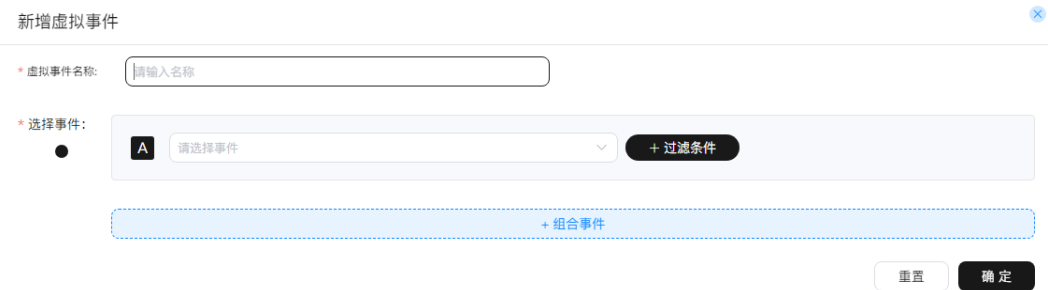 新增虚拟事件
* 虚拟事件名称:
请输入名称
* 选择事件：
A
请选择事件
+ 过滤条件
+ 组合事件
重置
确 定